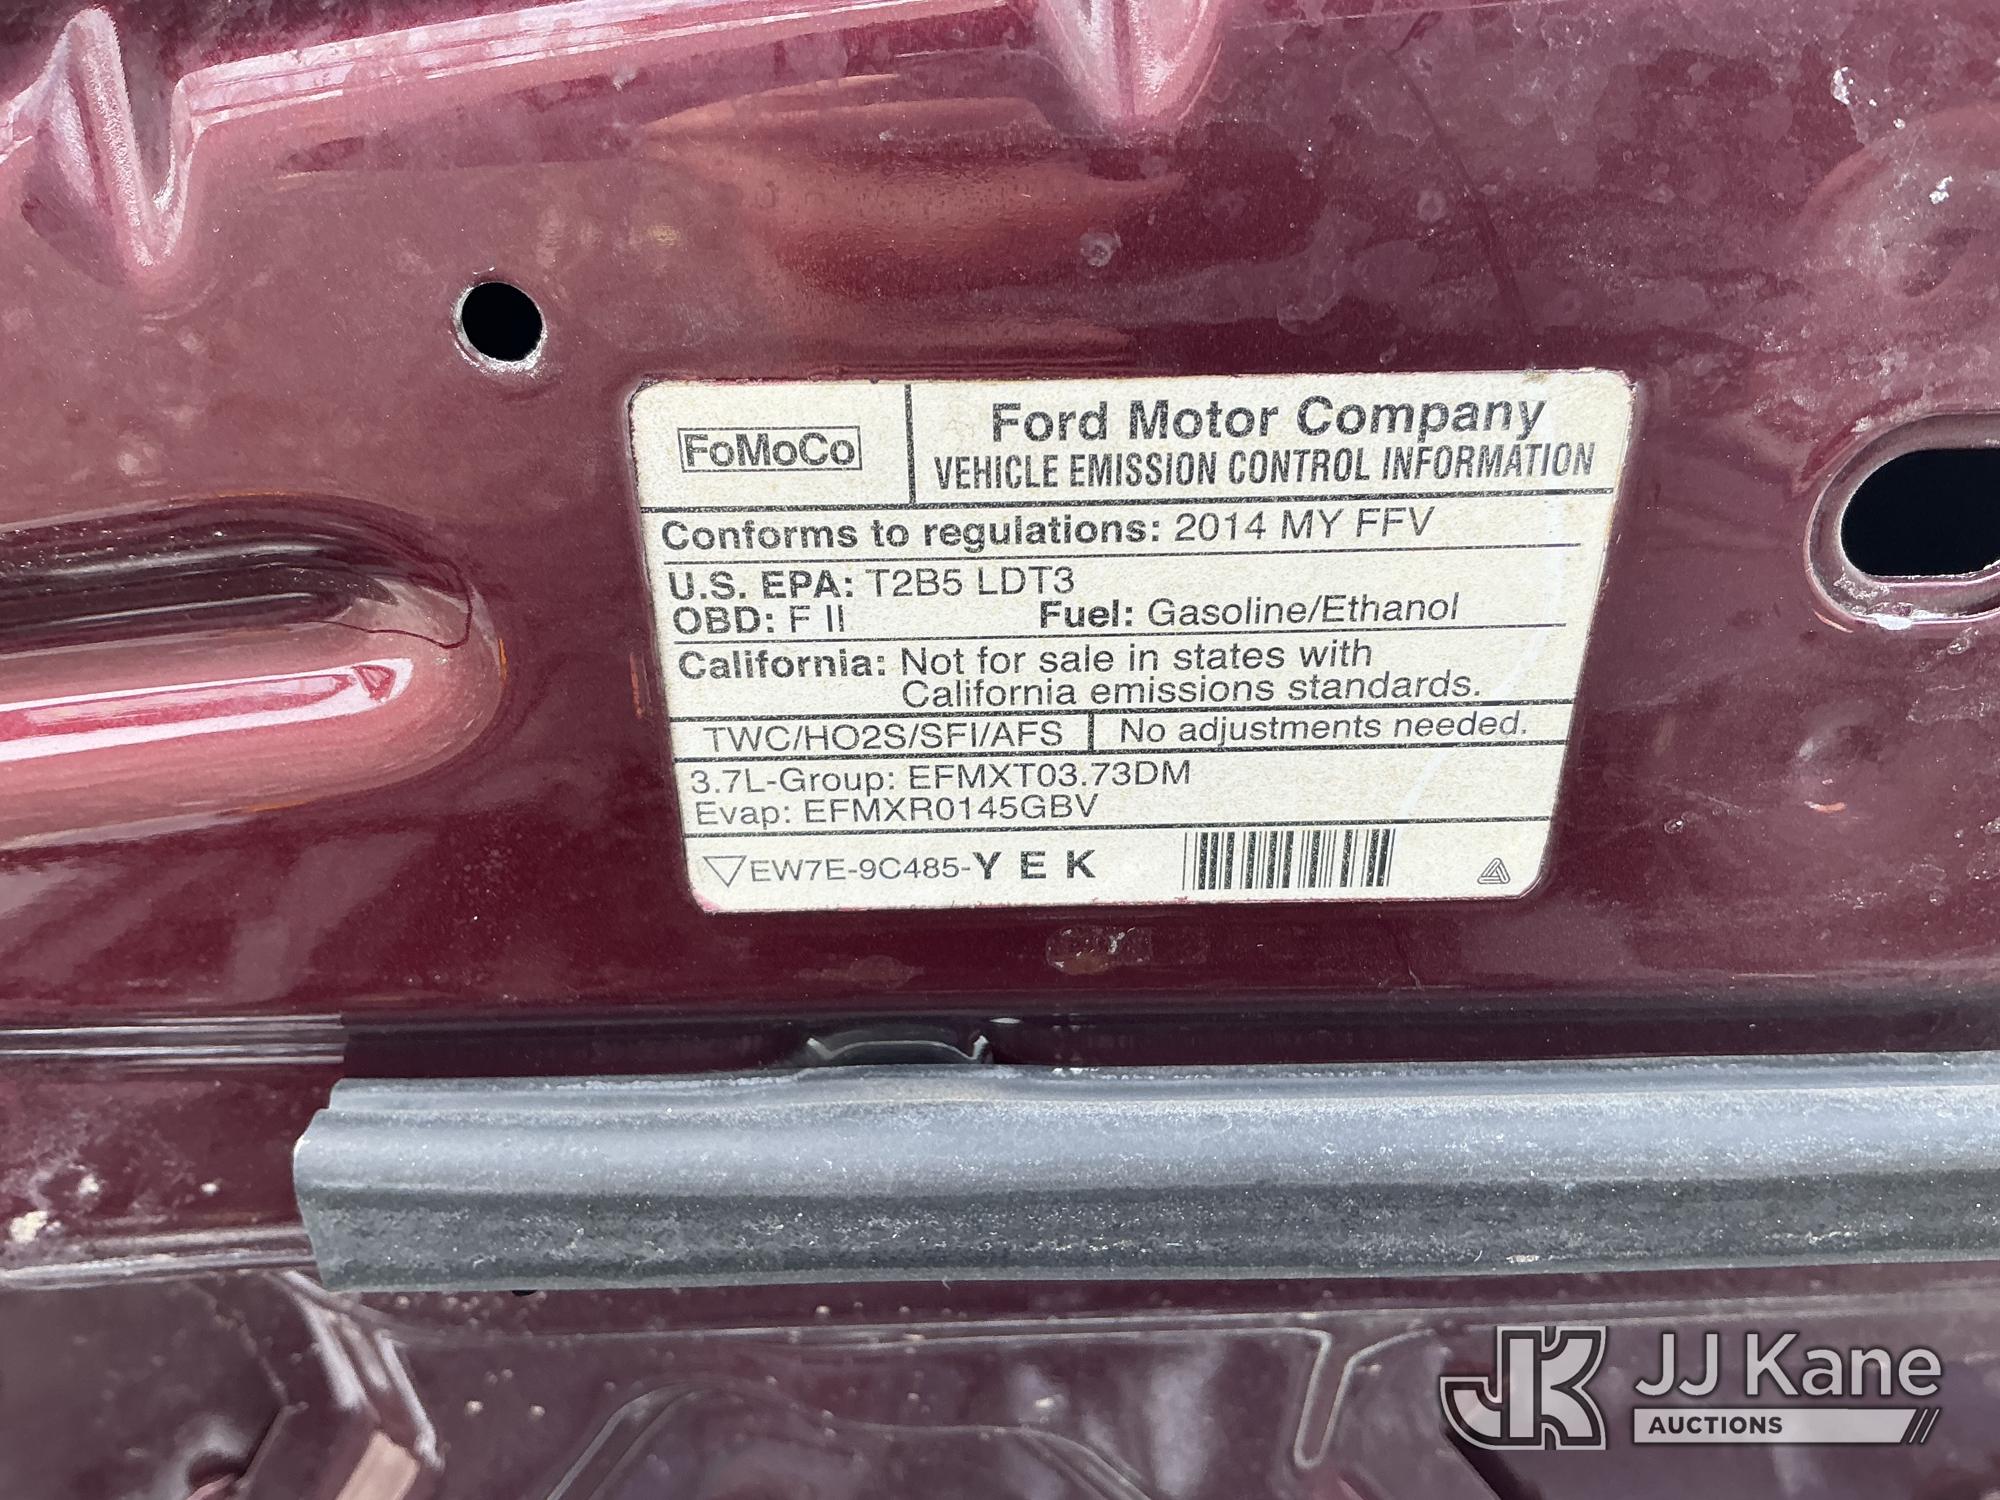 FoMoCo
Ford Motor Company
VEHICLE EMISSION CONTROL INFORMATION
Conforms to regulations: 2014 MY FFV
U.S. EPA: T2B5 LDT3
OBD: F II Fuel: Gasoline/Ethanol
California: Not for sale in states with
California emissions standards.
TWC/HO2S/SFI/AFS No adjustments needed.
3.7L-Group: EFMXT03.73DM
Evap: EFMXR0145GBV
EW7E-9C485-Y E K
JK JJ Kane
AUCTIONS